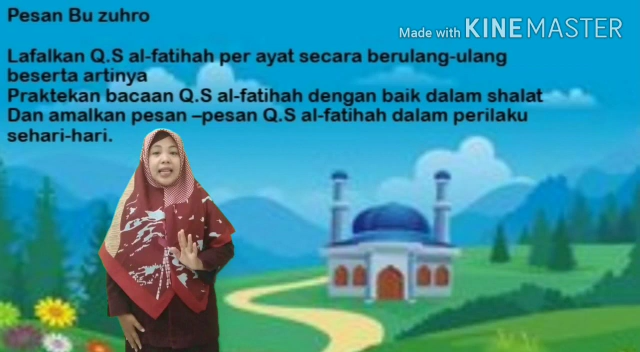 Pesan Bu zuhro
Made with KINEMASTER
Lafalkan Q.S al-fatihah per ayat secara berulang-ulang
beserta artinya
Praktekan bacaan Q.S al-fatihah dengan baik dalam shalat
Dan amalkan pesan –pesan Q.S al-fatihah dalam perilaku
sehari-hari.